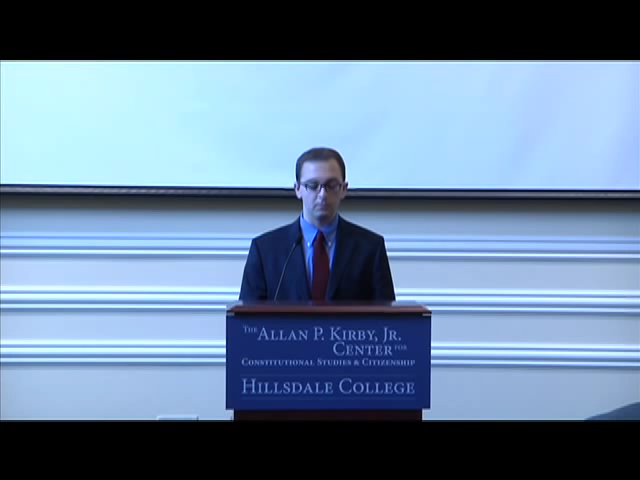 THE ALLAN P. KIRBY, JR.
CENTER FOR
CONSTITUTIONAL STUDIES & CITIZENSHIP
HILLSDALE COLLEGE